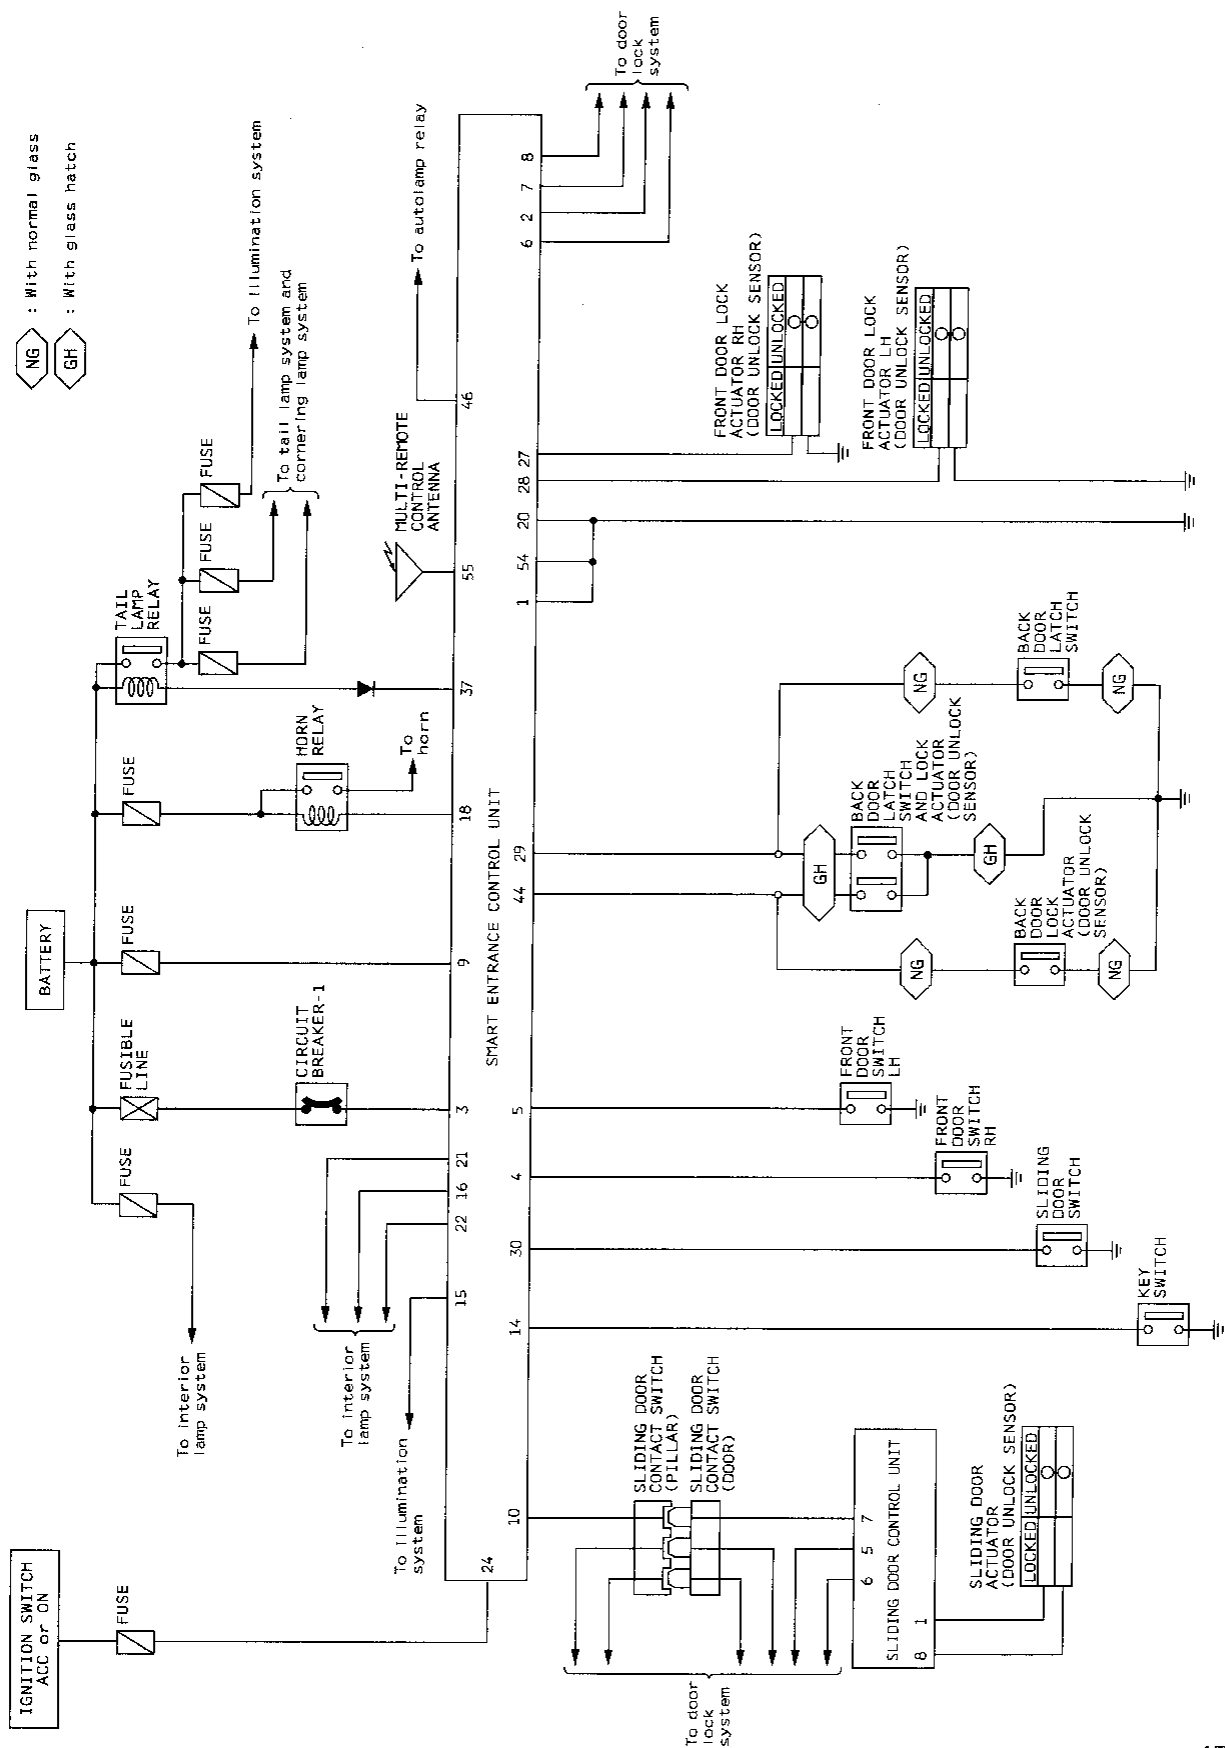 IGNITION SWITCH
ACC or ON
FUSE
24
BATTERY
FUSE
To interior
lamp system
FUSIBLE
LINE
CIRCUIT
BREAKER-1
3
FUSE
9
FUSE
HORN
RELAY
To
horn
18
TAIL
LAMP
RELAY
37
FUSE
FUSE
FUSE
To tail lamp system and
cornering lamp system
To Illumination system
NG : With normal glass
GH : With glass hatch
To Illumination
system
15
To interior
lamp system
22
16
21
MULTI-REMOTE
CONTROL
ANTENNA
55
To autolamp relay
46
SMART ENTRANCE CONTROL UNIT
10
14
30
4
5
44
29
1
54
20
28
27
6
2
7
8
To door
lock
system
SLIDING DOOR
CONTACT SWITCH
(PILLAR)
SLIDING DOOR
CONTACT SWITCH
(DOOR)
To door
lock
system
6
5
7
SLIDING DOOR CONTROL UNIT
8
1
SLIDING DOOR
ACTUATOR
(DOOR UNLOCK SENSOR)
LOCKED UNLOCKED
KEY
SWITCH
SLIDING
DOOR
SWITCH
FRONT
DOOR
SWITCH
RH
FRONT
DOOR
SWITCH
LH
NG
BACK
DOOR
LOCK
ACTUATOR
(DOOR UNLOCK
SENSOR)
NG
GH
BACK
DOOR
LATCH
SWITCH
AND LOCK
ACTUATOR
(DOOR UNLOCK
SENSOR)
GH
NG
BACK
DOOR
LATCH
SWITCH
NG
FRONT DOOR LOCK
ACTUATOR RH
(DOOR UNLOCK SENSOR)
LOCKED UNLOCKED
FRONT DOOR LOCK
ACTUATOR LH
(DOOR UNLOCK SENSOR)
LOCKED UNLOCKED